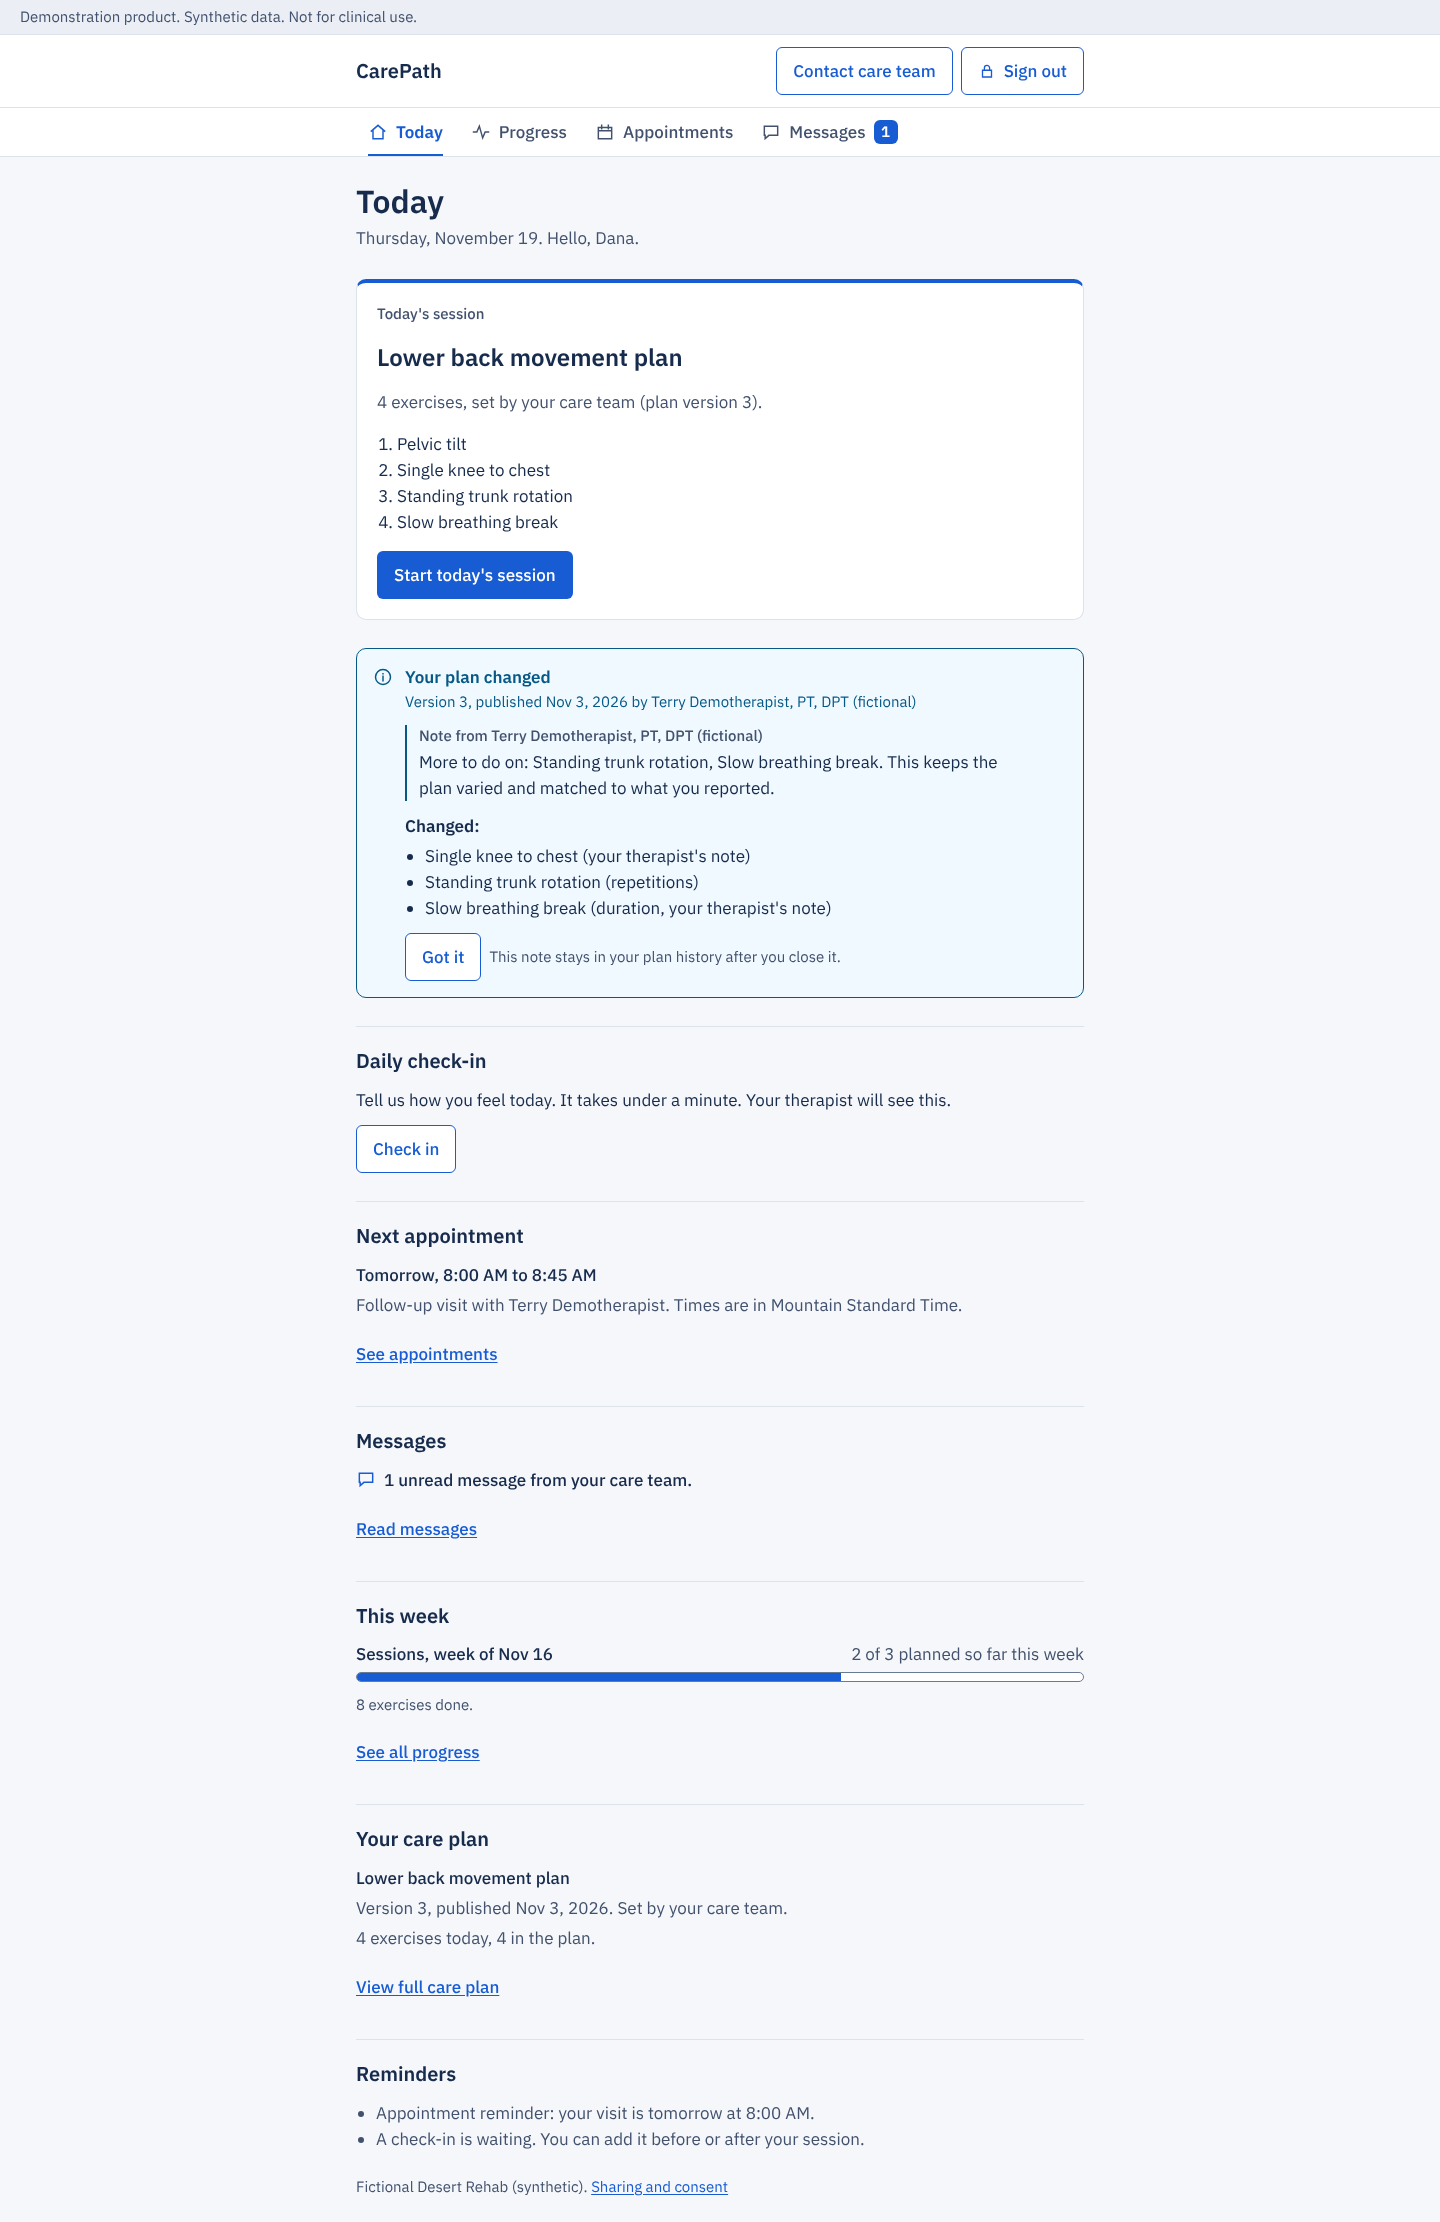 Demonstration product. Synthetic data. Not for clinical use.
CarePath
Contact care team
Sign out
Today
Progress
Appointments
Messages 1
Today
Thursday, November 19. Hello, Dana.
Today's session
Lower back movement plan
4 exercises, set by your care team (plan version 3).
1. Pelvic tilt
2. Single knee to chest
3. Standing trunk rotation
4. Slow breathing break
Start today's session
Your plan changed
Version 3, published Nov 3, 2026 by Terry Demotherapist, PT, DPT (fictional)
Note from Terry Demotherapist, PT, DPT (fictional)
More to do on: Standing trunk rotation, Slow breathing break. This keeps the
plan varied and matched to what you reported.
Changed:
• Single knee to chest (your therapist's note)
• Standing trunk rotation (repetitions)
• Slow breathing break (duration, your therapist's note)
Got it
This note stays in your plan history after you close it.
Daily check-in
Tell us how you feel today. It takes under a minute. Your therapist will see this.
Check in
Next appointment
Tomorrow, 8:00 AM to 8:45 AM
Follow-up visit with Terry Demotherapist. Times are in Mountain Standard Time.
See appointments
Messages
1 unread message from your care team.
Read messages
This week
Sessions, week of Nov 16
2 of 3 planned so far this week
8 exercises done.
See all progress
Your care plan
Lower back movement plan
Version 3, published Nov 3, 2026. Set by your care team.
4 exercises today, 4 in the plan.
View full care plan
Reminders
• Appointment reminder: your visit is tomorrow at 8:00 AM.
• A check-in is waiting. You can add it before or after your session.
Fictional Desert Rehab (synthetic). Sharing and consent